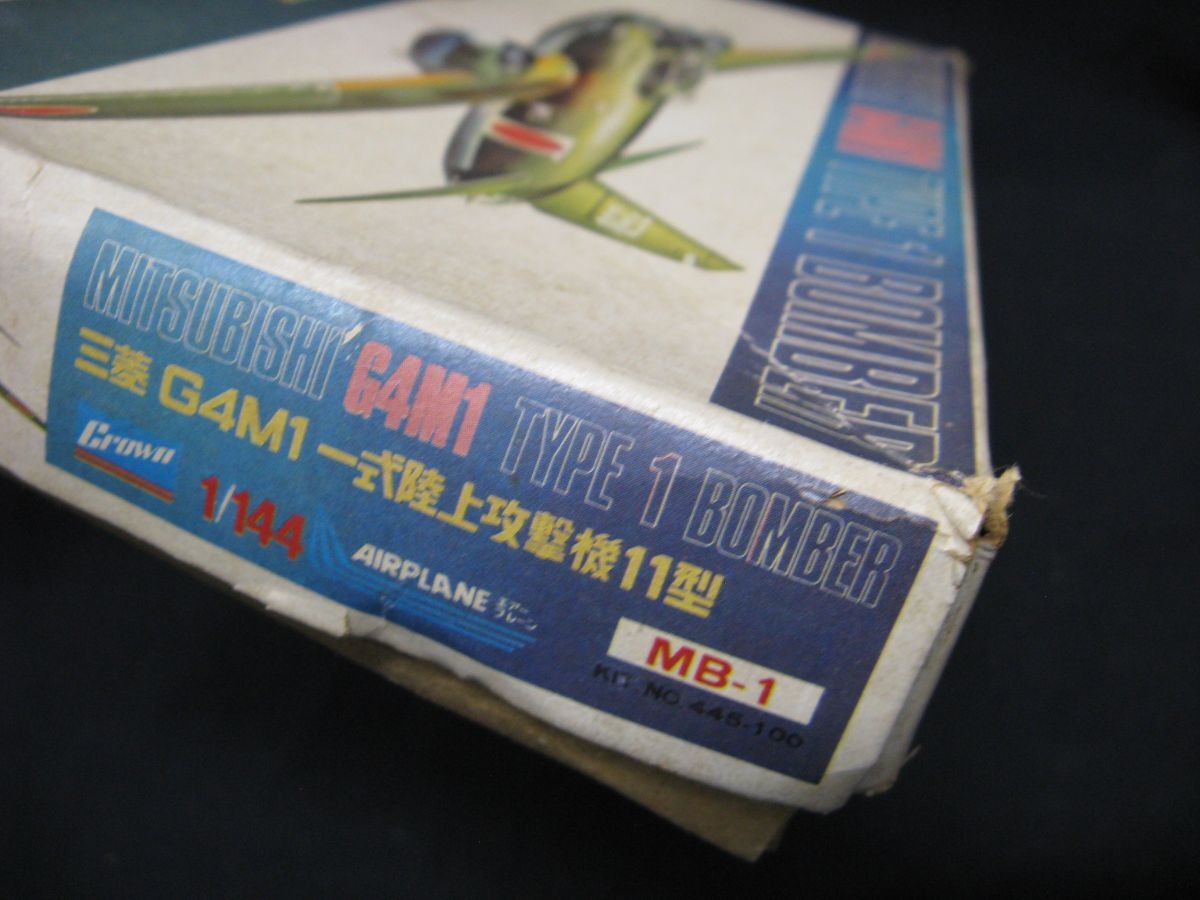 G4M1 TYPE 1 BOMBER
MITSUBISHI G4M1 TYPE 1 BOMBER
三菱 G4M1 一式陸上攻撃機11型
Crown
1/144
AIRPLANE エアープレーン
MB-1
KIT NO. 445-100